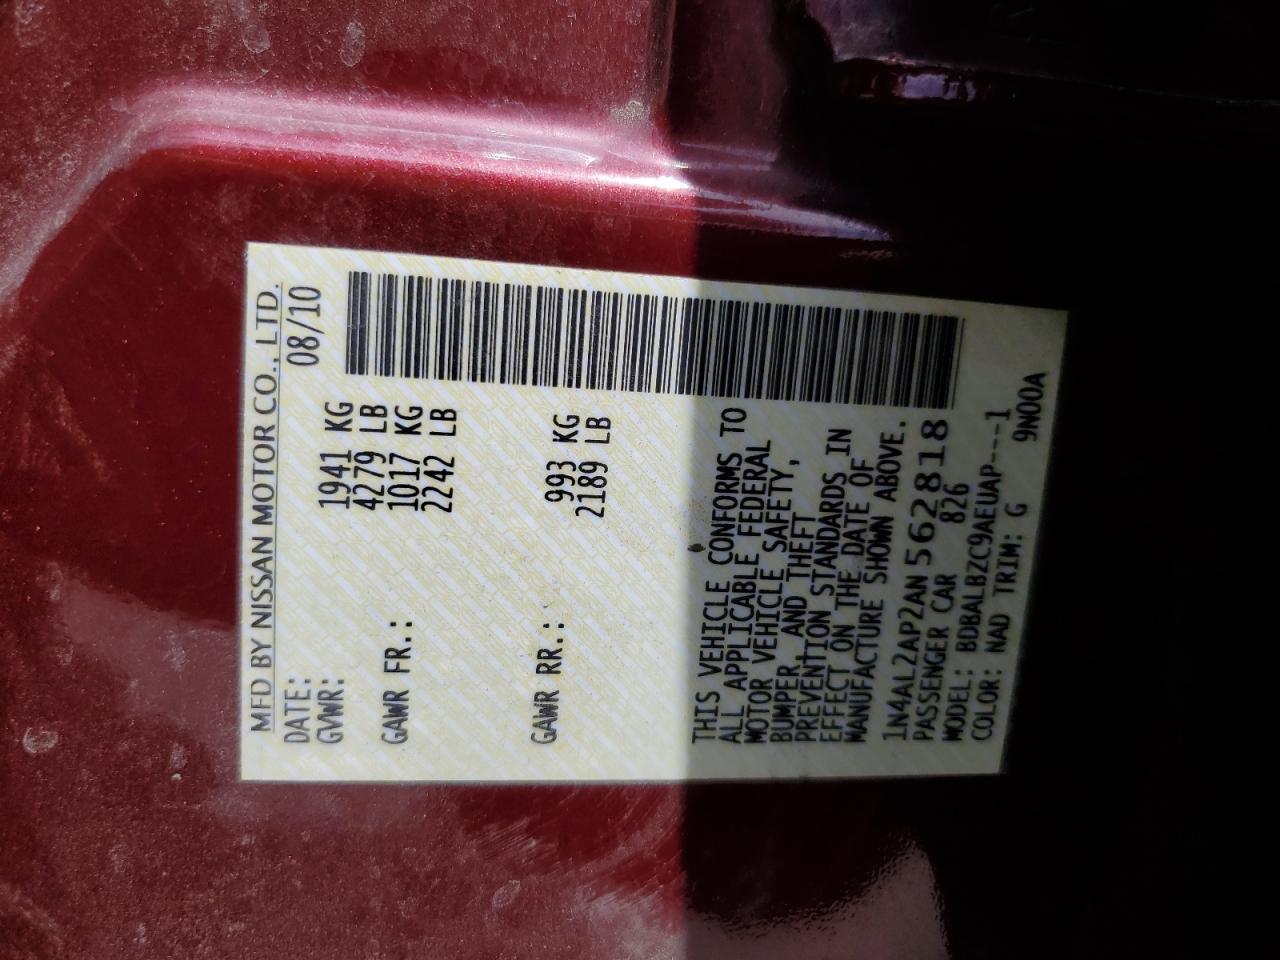 MFD BY NISSAN MOTOR CO., LTD.
DATE: 08/10
GVWR: 1941 KG
4279 LB
GAWR FR.: 1017 KG
2242 LB
GAWR RR.: 993 KG
2189 LB
THIS VEHICLE CONFORMS TO
ALL APPLICABLE FEDERAL
MOTOR VEHICLE SAFETY,
BUMPER, AND THEFT
PREVENTION STANDARDS IN
EFFECT ON THE DATE OF
MANUFACTURE SHOWN ABOVE.
1N4AL2AP2AN562818
PASSENGER CAR 826
MODEL: BDBALBZC9AEUAP---1
COLOR: NAD TRIM: G 9N00A